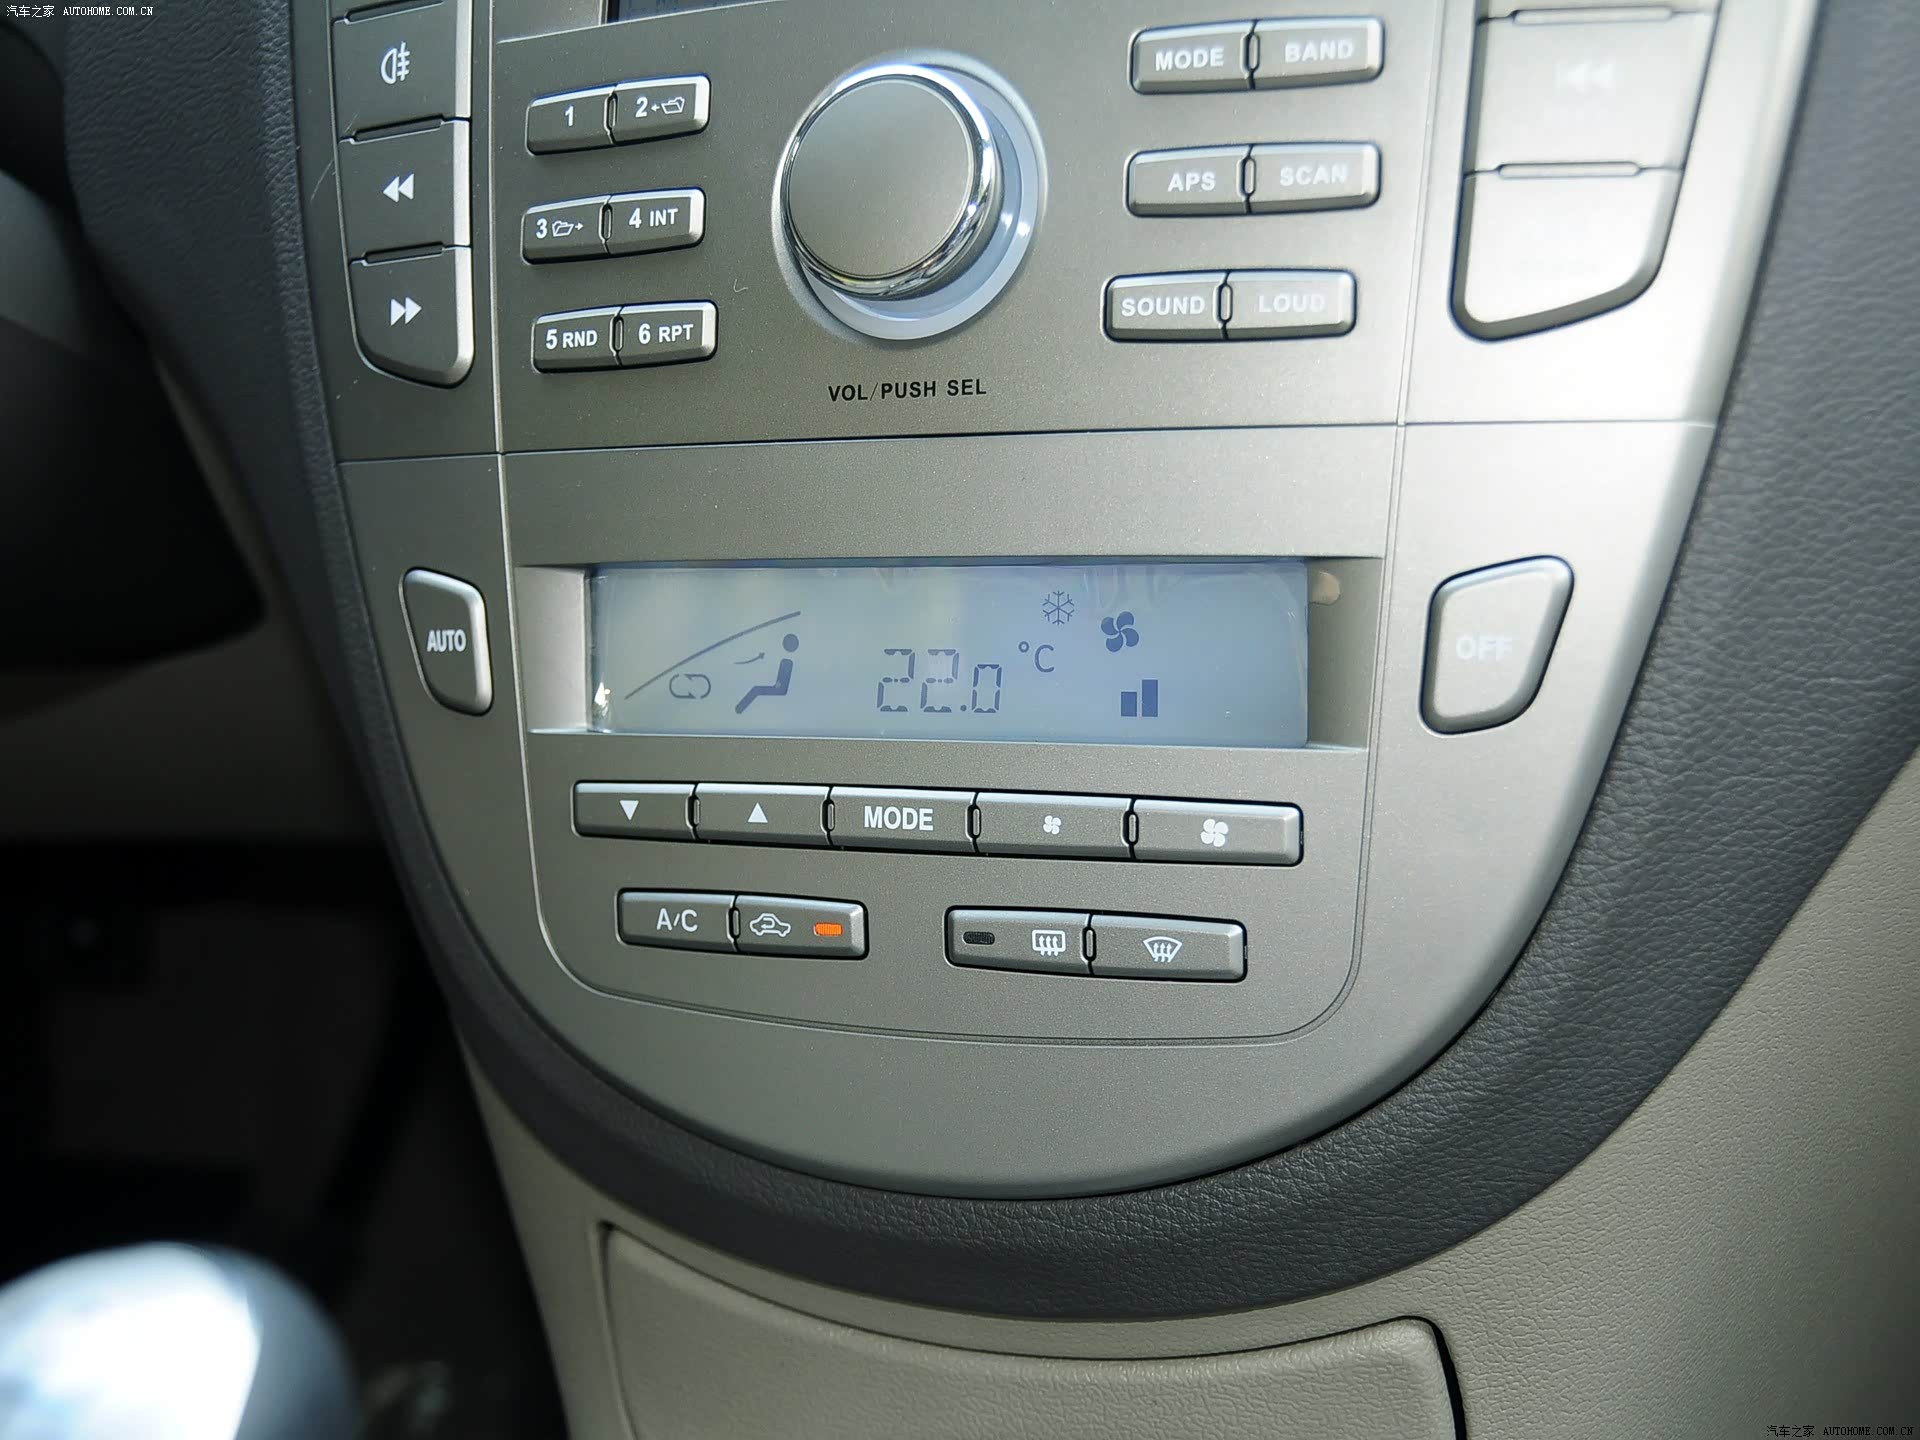 汽车之家 AUTOHOME.COM.CN
MODE BAND
1 2
APS SCAN
3 4 INT
SOUND LOUD
5 RND 6 RPT
VOL/PUSH SEL
AUTO
22.0 °C
OFF
MODE
A/C
汽车之家 AUTOHOME.COM.CN